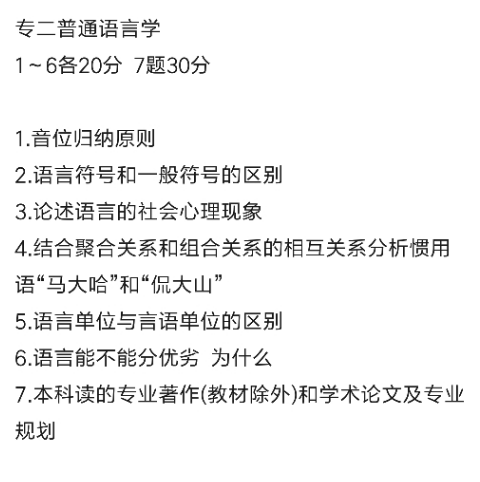 专二普通语言学
1～6各20分 7题30分
1.音位归纳原则
2.语言符号和一般符号的区别
3.论述语言的社会心理现象
4.结合聚合关系和组合关系的相互关系分析惯用
语“马大哈”和“侃大山”
5.语言单位与言语单位的区别
6.语言能不能分优劣 为什么
7.本科读的专业著作(教材除外)和学术论文及专业
规划